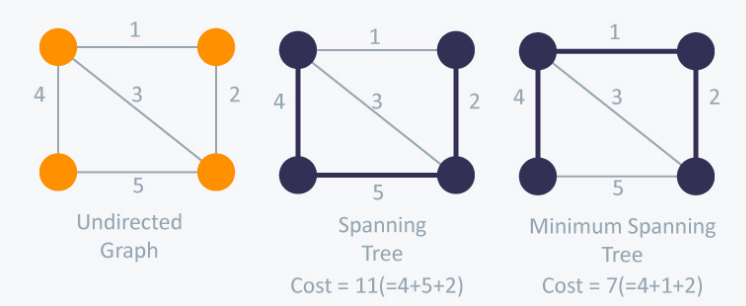 1
4
3
2
5
Undirected
Graph
1
4
3
2
5
Spanning
Tree
Cost = 11(=4+5+2)
1
4
3
2
5
Minimum Spanning
Tree
Cost = 7(=4+1+2)